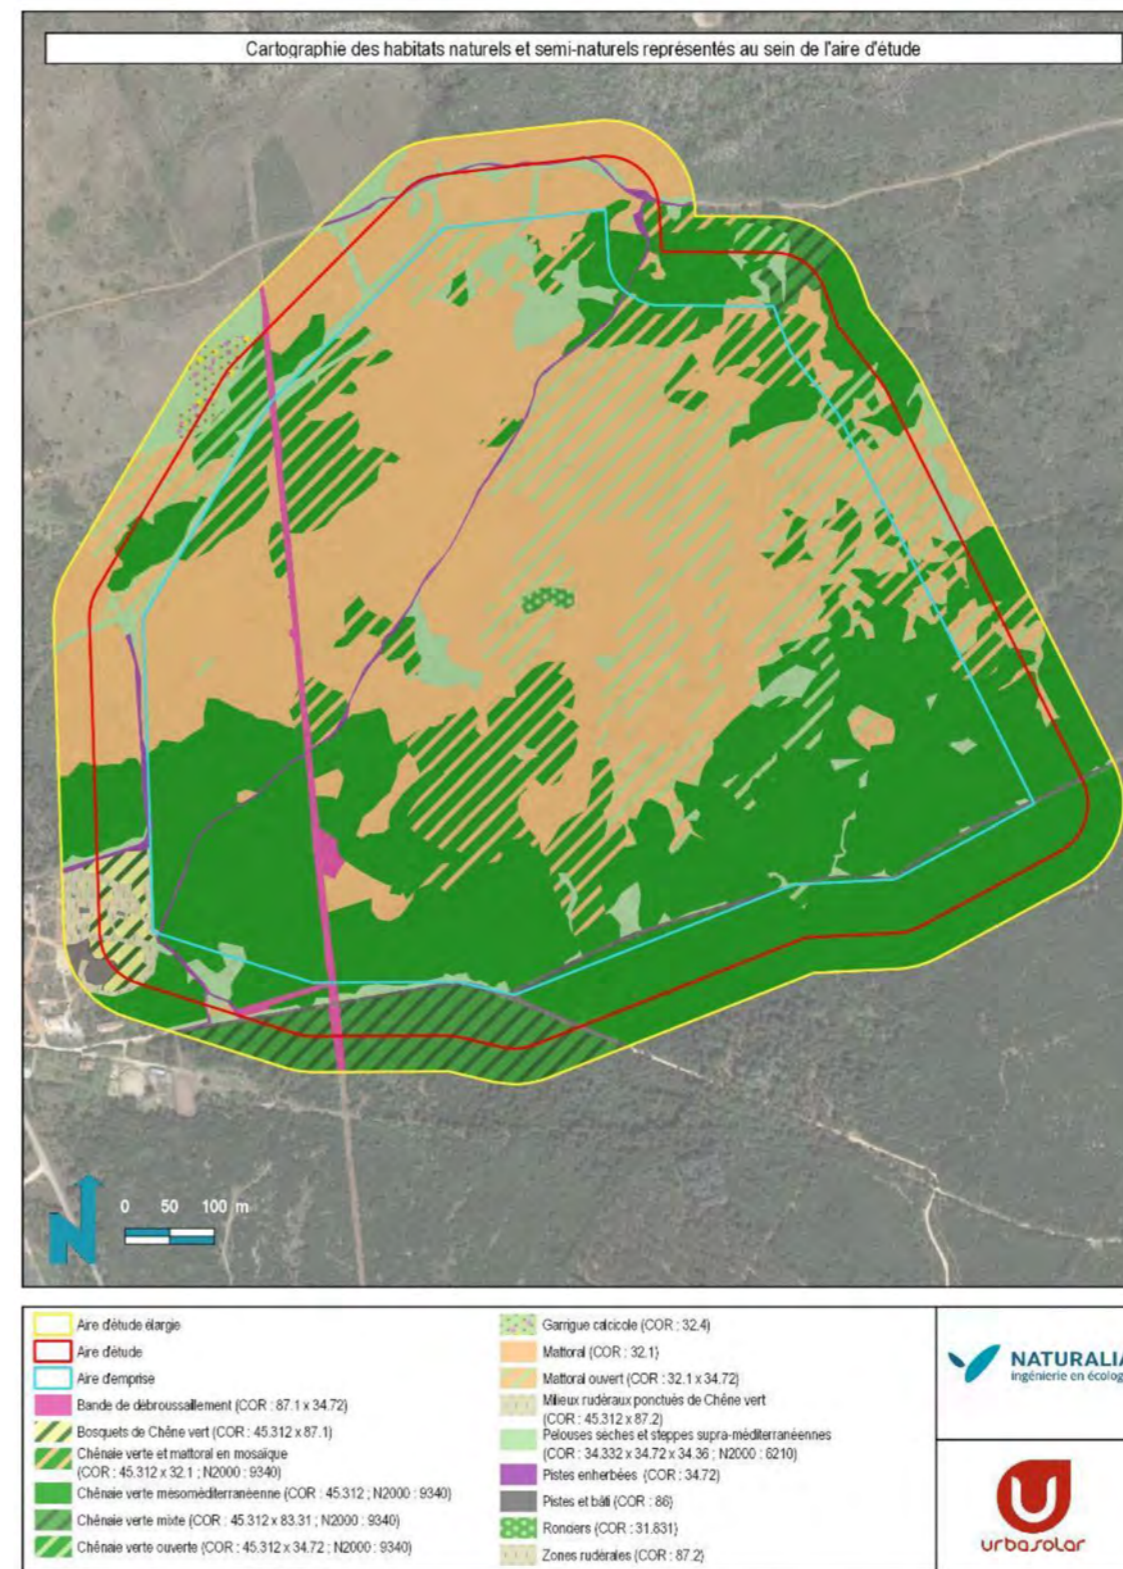 Cartographie des habitats naturels et semi-naturels représentés au sein de l'aire d'étude
0 50 100 m
N
Aire d'étude élargie
Aire d'étude
Aire d'emprise
Bande de débroussaillement (COR : 87.1 x 34.72)
Bosquets de Chêne vert (COR : 45.312 x 87.1)
Chênaie verte et mattoral en mosaïque
(COR : 45.312 x 32.1 ; N2000 : 9340)
Chênaie verte mésoméditerranéenne (COR : 45.312 ; N2000 : 9340)
Chênaie verte mixte (COR : 45.312 x 83.31 ; N2000 : 9340)
Chênaie verte ouverte (COR : 45.312 x 34.72 ; N2000 : 9340)
Garrigue calcicole (COR : 32.4)
Mattoral (COR : 32.1)
Mattoral ouvert (COR : 32.1 x 34.72)
Milieux rudéraux ponctués de Chêne vert
(COR : 45.312 x 87.2)
Pelouses sèches et steppes supra-méditerranéennes
(COR : 34.332 x 34.72 x 34.36 ; N2000 : 6210)
Pistes enherbées (COR : 34.72)
Pistes et bâti (COR : 86)
Ronciers (COR : 31.831)
Zones rudérales (COR : 87.2)
NATURALIA
Ingénierie en écolog
urbasolar